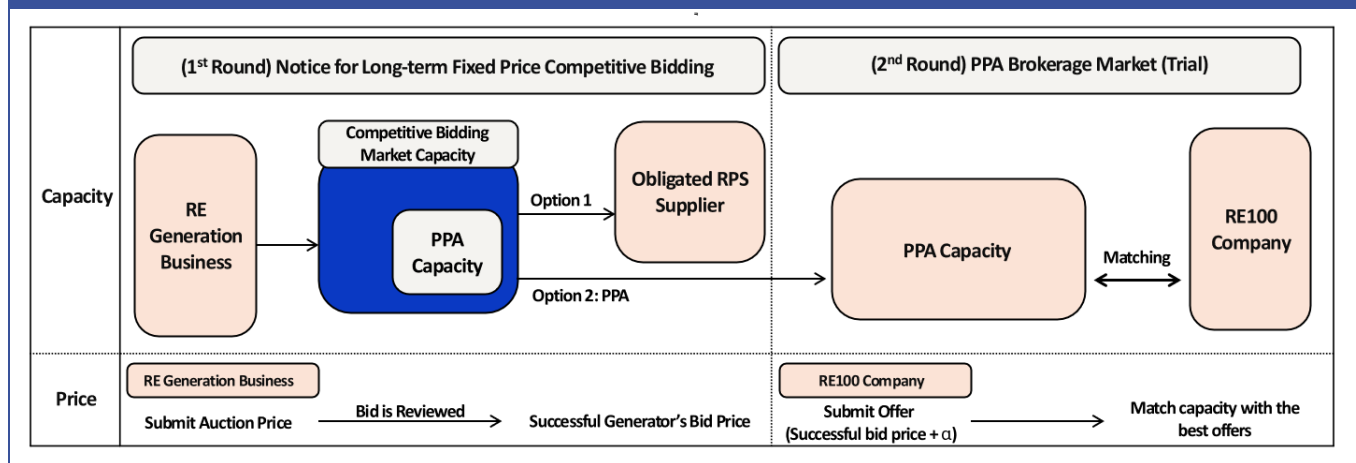 (1st Round) Notice for Long-term Fixed Price Competitive Bidding
(2nd Round) PPA Brokerage Market (Trial)
Capacity
RE
Generation
Business
Competitive Bidding
Market Capacity
PPA
Capacity
Option 1
Option 2: PPA
Obligated RPS
Supplier
PPA Capacity
Matching
RE100
Company
Price
RE Generation Business
Submit Auction Price
Bid is Reviewed
Successful Generator's Bid Price
RE100 Company
Submit Offer
(Successful bid price + α)
Match capacity with the
best offers